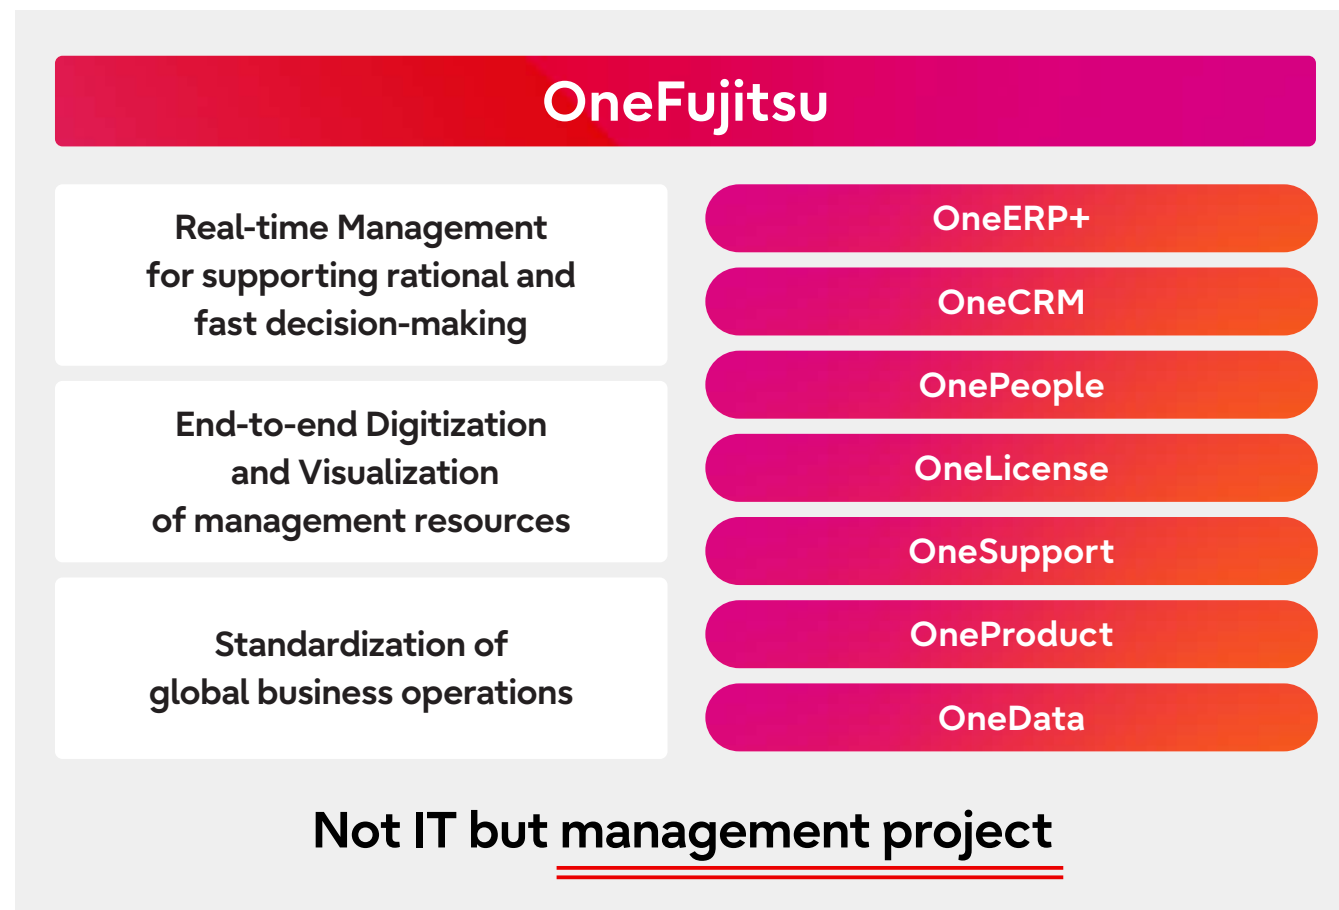 OneFujitsu
Real-time Management
for supporting rational and
fast decision-making
End-to-end Digitization
and Visualization
of management resources
Standardization of
global business operations
OneERP+
OneCRM
OnePeople
OneLicense
OneSupport
OneProduct
OneData
Not IT but management project